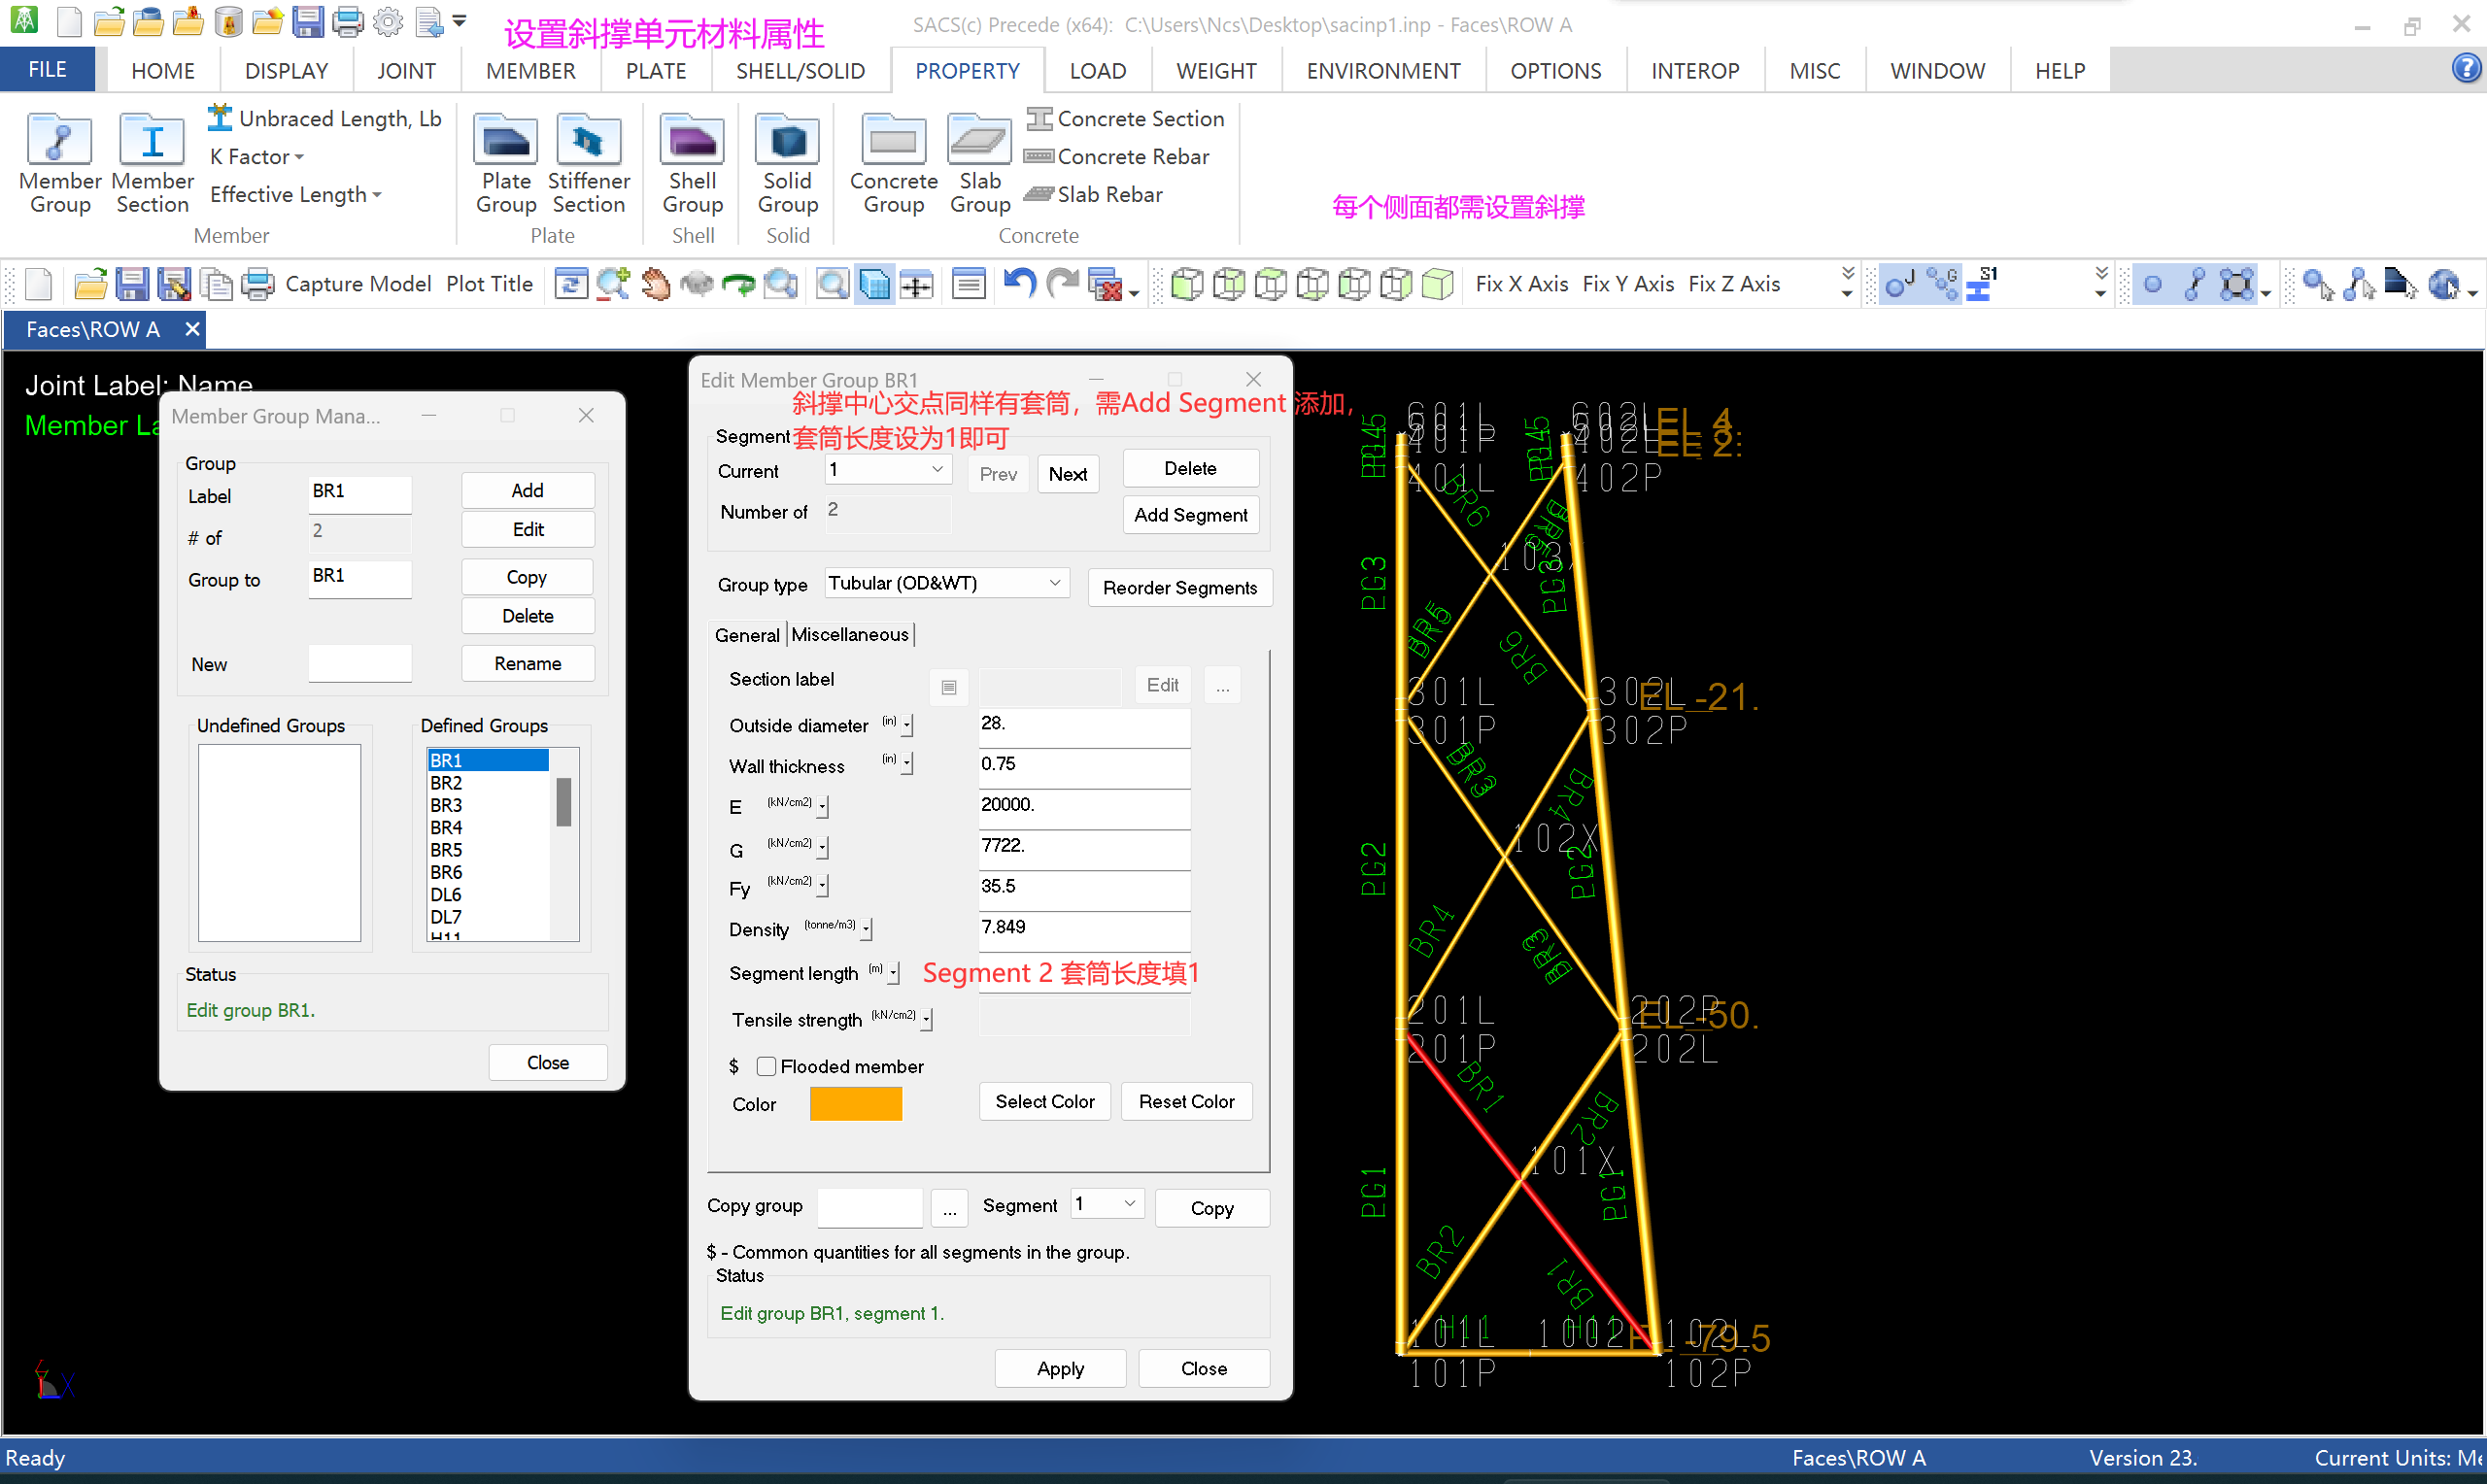 设置斜撑单元材料属性
SACS(c) Precede (x64): C:\Users\Ncs\Desktop\sacinp1.inp - Faces\ROW A
FILE HOME DISPLAY JOINT MEMBER PLATE SHELL/SOLID PROPERTY LOAD WEIGHT ENVIRONMENT OPTIONS INTEROP MISC WINDOW HELP
Member Group
Member Section
Unbraced Length, Lb
K Factor
Effective Length
Member
Plate Group
Stiffener Section
Plate
Shell Group
Shell
Solid Group
Solid
Concrete Group
Slab Group
Concrete Section
Concrete Rebar
Slab Rebar
Concrete
每个侧面都需设置斜撑
Capture Model Plot Title Fix X Axis Fix Y Axis Fix Z Axis
Faces\ROW A
Joint Label: Name
Member La
Member Group Mana...
Group
Label BR1 Add
# of 2 Edit
Group to BR1 Copy
Delete
New Rename
Undefined Groups
Defined Groups
BR1
BR2
BR3
BR4
BR5
BR6
DL6
DL7
H11
Status
Edit group BR1.
Close
Edit Member Group BR1
斜撑中心交点同样有套筒，需Add Segment 添加，
套筒长度设为1即可
Segment
Current 1 Prev Next Delete
Number of 2 Add Segment
Group type Tubular (OD&WT) Reorder Segments
General Miscellaneous
Section label Edit ...
Outside diameter (in) 28.
Wall thickness (in) 0.75
E (kN/cm2) 20000.
G (kN/cm2) 7722.
Fy (kN/cm2) 35.5
Density (tonne/m3) 7.849
Segment length (m) Segment 2 套筒长度填1
Tensile strength (kN/cm2)
$ Flooded member
Color Select Color Reset Color
Copy group ... Segment 1 Copy
$ - Common quantities for all segments in the group.
Status
Edit group BR1, segment 1.
Apply Close
401L
402P
BR6
103X
PG3
BR5
BR6
301L 302L EL -21.
301P 302P
BR3
BR4
102X
PG2
PG2
BR4
BR3
201L 202P EL -50.
201P 202L
BR1
BR2
101X
PG1
PG1
BR2
BR1
101L H11 1002 H11 102L EL -79.5
101P 102P
Ready Faces\ROW A Version 23. Current Units: Me